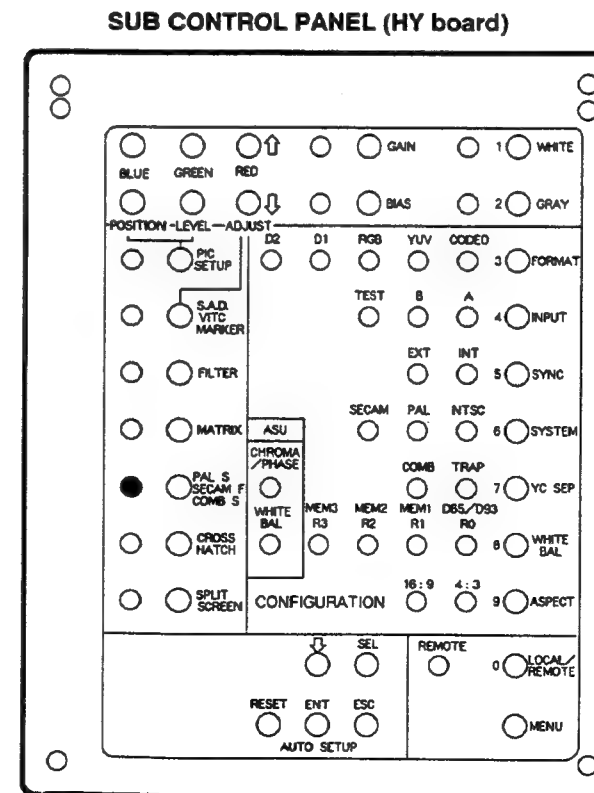 SUB CONTROL PANEL (HY board)
GAIN
1 WHITE
BLUE GREEN RED
BIAS
2 GRAY
POSITION LEVEL ADJUST
D2 D1 RGB YUV CODEO
PIC
SETUP
3 FORMAT
TEST B A
S.A.D.
VITC
MARKER
4 INPUT
EXT INT
FILTER
5 SYNC
SECAM PAL NTSC
MATRIX
ASU
6 SYSTEM
CHROMA
/PHASE
COMB TRAP
PAL S
SECAM F
COMB S
7 YC SEP
WHITE
BAL
MEM3 MEM2 MEM1 D65/D93
R3 R2 R1 R0
CROSS
HATCH
8 WHITE
BAL
16:9 4:3
SPLIT
SCREEN
CONFIGURATION
9 ASPECT
SEL
REMOTE
0 LOCAL/
REMOTE
RESET ENT ESC
MENU
AUTO SETUP